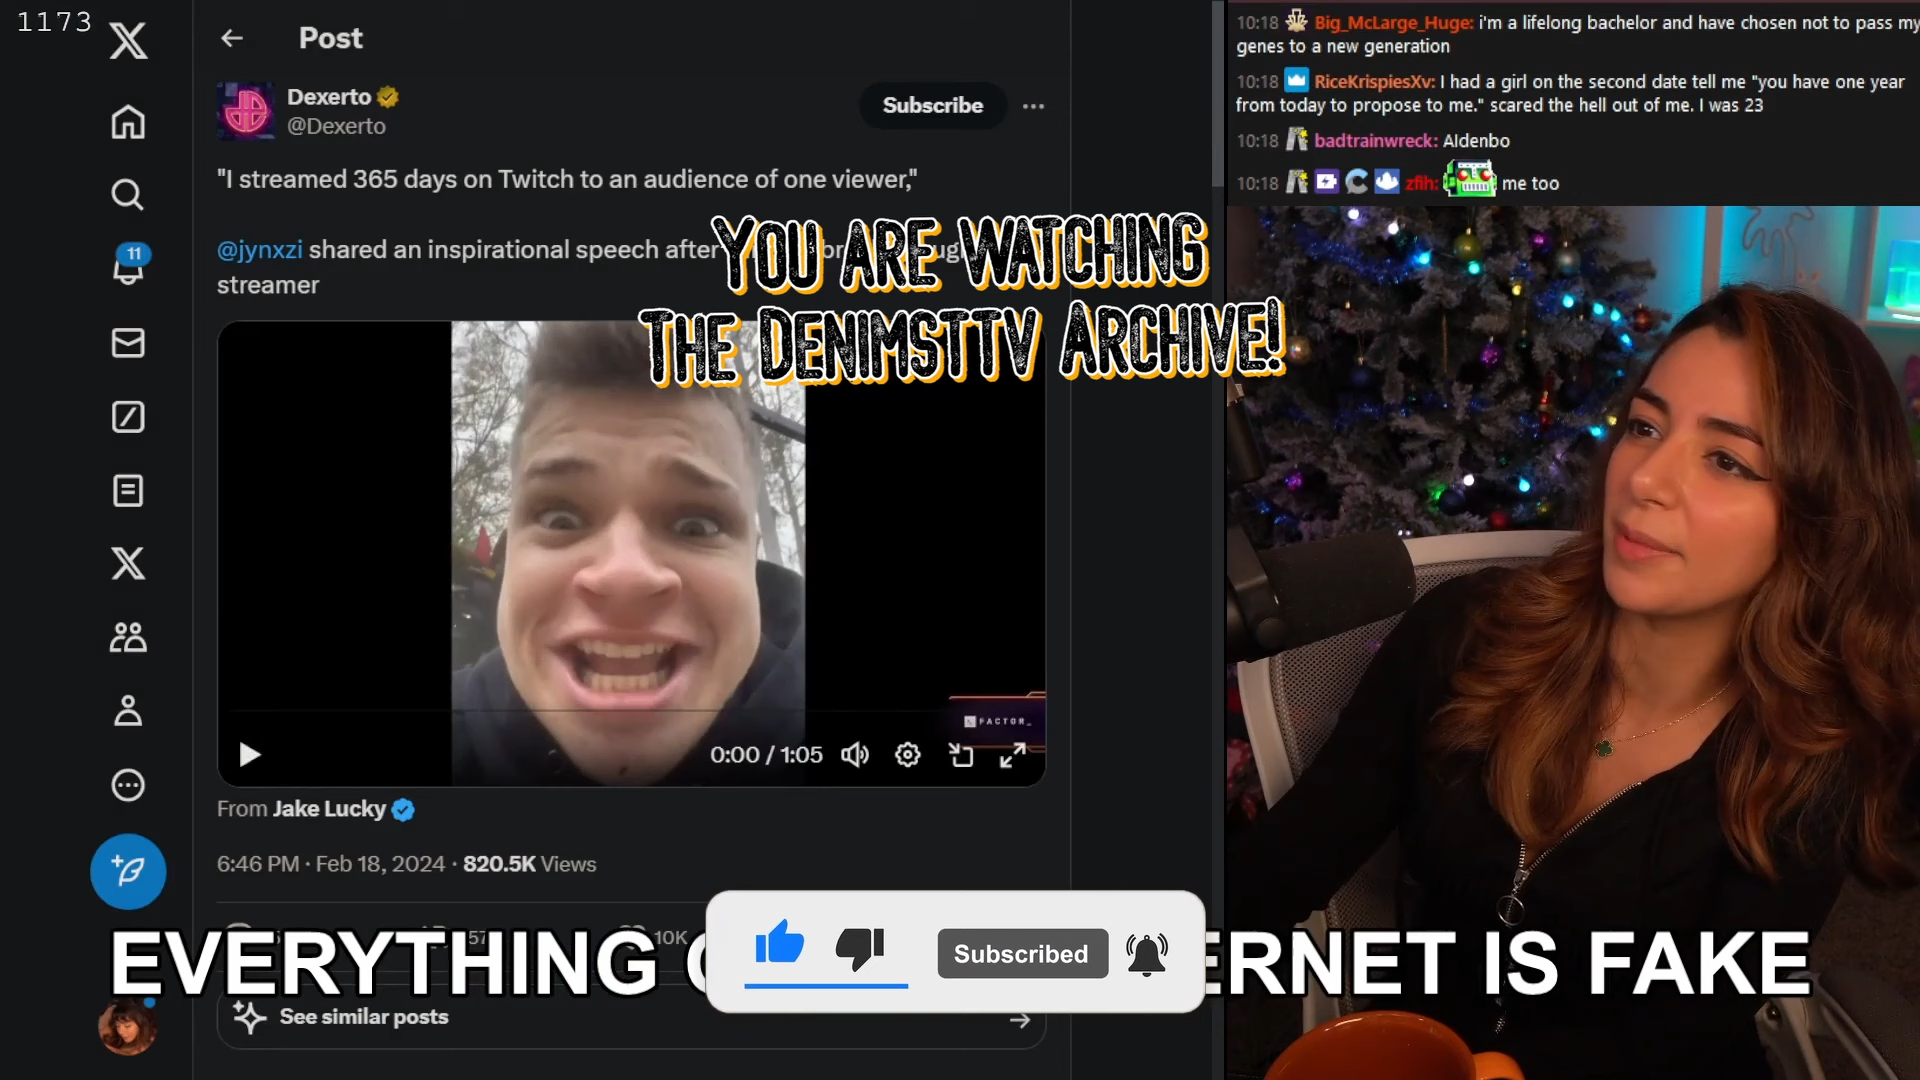 1173
Post
Dexerto
@Dexerto
Subscribe
"I streamed 365 days on Twitch to an audience of one viewer,"
@jynxzi shared an inspirational speech after
streamer
YOU ARE WATCHING
THE DENIMSTTV ARCHIVE!
11
FACTOR_
0:00 / 1:05
From Jake Lucky
6:46 PM · Feb 18, 2024 · 820.5K Views
10K
EVERYTHING
IS FAKE
Subscribed
See similar posts
10:18 Big_McLarge_Huge: i'm a lifelong bachelor and have chosen not to pass my
genes to a new generation
10:18 RiceKrispiesXv: I had a girl on the second date tell me "you have one year
from today to propose to me." scared the hell out of me. I was 23
10:18 badtrainwreck: Aldenbo
10:18 zfih: me too